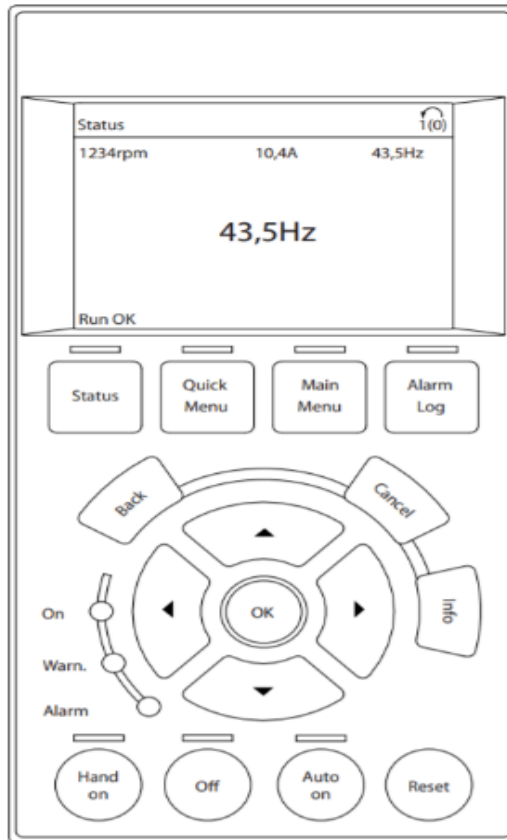 Status 1(0)
1234rpm 10,4A 43,5Hz
43,5Hz
Run OK
Status
Quick
Menu
Main
Menu
Alarm
Log
Back
Cancel
Info
OK
On
Warn.
Alarm
Hand
on
Off
Auto
on
Reset